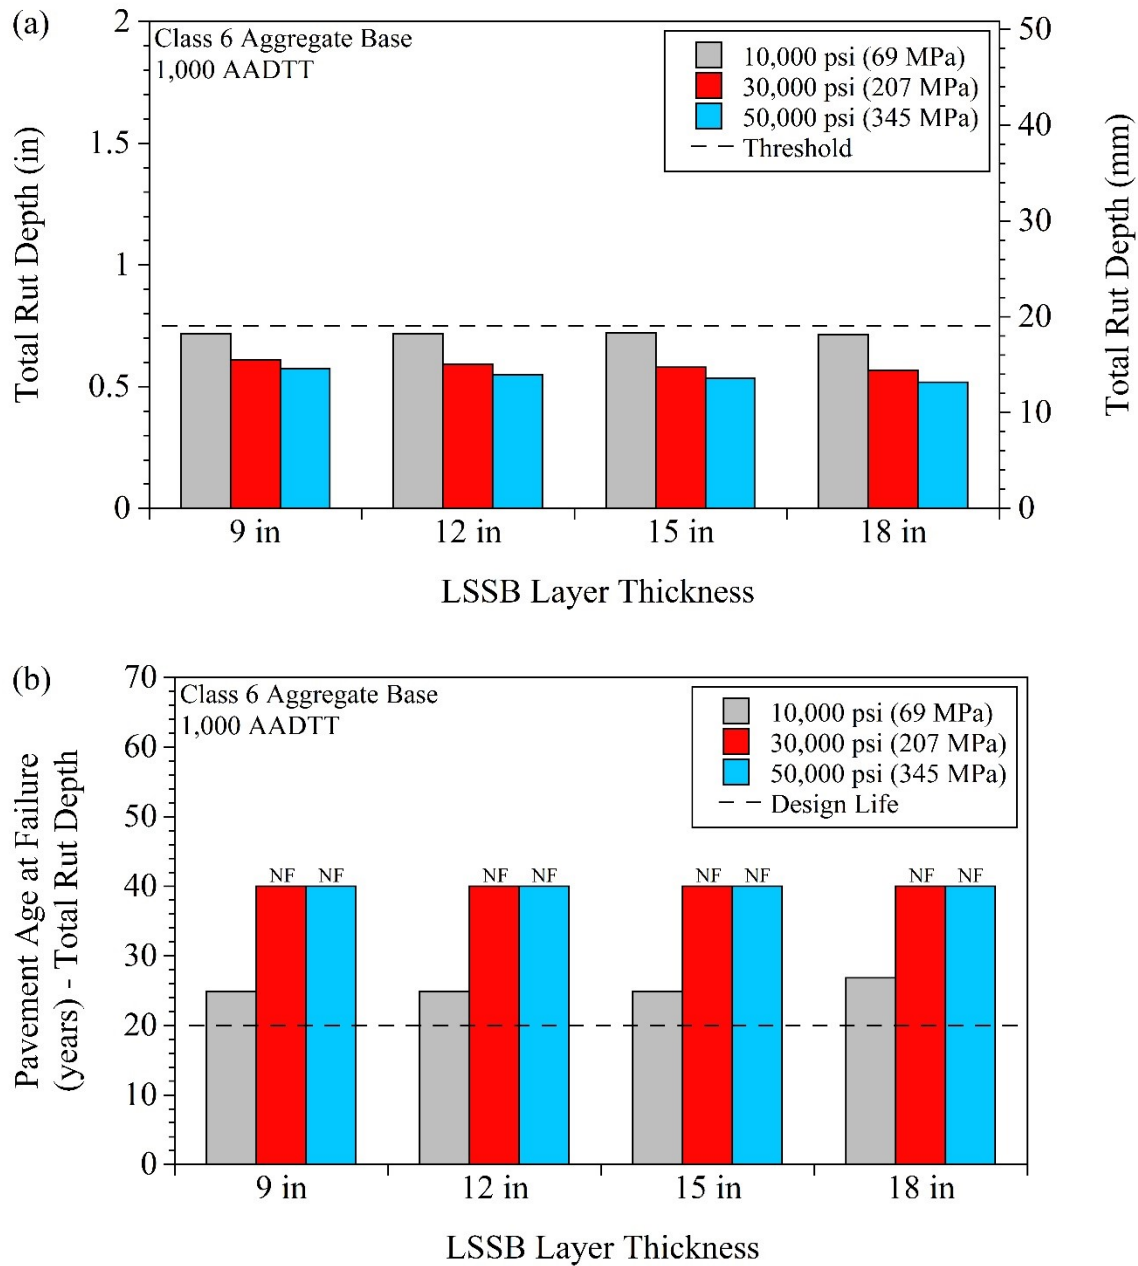 (a)
Class 6 Aggregate Base
1,000 AADTT
10,000 psi (69 MPa)
30,000 psi (207 MPa)
50,000 psi (345 MPa)
Threshold
Total Rut Depth (in)
2
1.5
1
0.5
0
Total Rut Depth (mm)
50
40
30
20
10
0
9 in
12 in
15 in
18 in
LSSB Layer Thickness
(b)
Class 6 Aggregate Base
1,000 AADTT
10,000 psi (69 MPa)
30,000 psi (207 MPa)
50,000 psi (345 MPa)
Design Life
Pavement Age at Failure
(years) - Total Rut Depth
70
60
50
40
30
20
10
0
NF NF NF NF NF NF NF NF
9 in
12 in
15 in
18 in
LSSB Layer Thickness